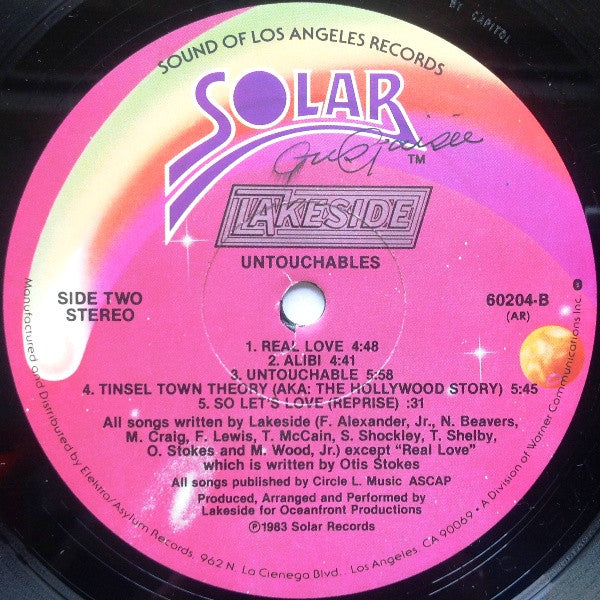 SOUND OF LOS ANGELES RECORDS
SOLAR
TM
LAKESIDE
UNTOUCHABLES
SIDE TWO
STEREO
60204-B
(AR)
1. REAL LOVE 4:48
2. ALIBI 4:41
3. UNTOUCHABLE 5:58
4. TINSEL TOWN THEORY (AKA: THE HOLLYWOOD STORY) 5:45
5. SO LET'S LOVE (REPRISE) :31
All songs written by Lakeside (F. Alexander, Jr., N. Beavers,
M. Craig, F. Lewis, T. McCain, S. Shockley, T. Shelby,
O. Stokes and M. Wood, Jr.) except "Real Love"
which is written by Otis Stokes
All songs published by Circle L. Music ASCAP
Produced, Arranged and Performed by
Lakeside for Oceanfront Productions
℗1983 Solar Records
Manufactured and Distributed by Elektra/Asylum Records, 962 N. La Cienega Blvd., Los Angeles, CA 90069 • A Division of Warner Communications Inc.